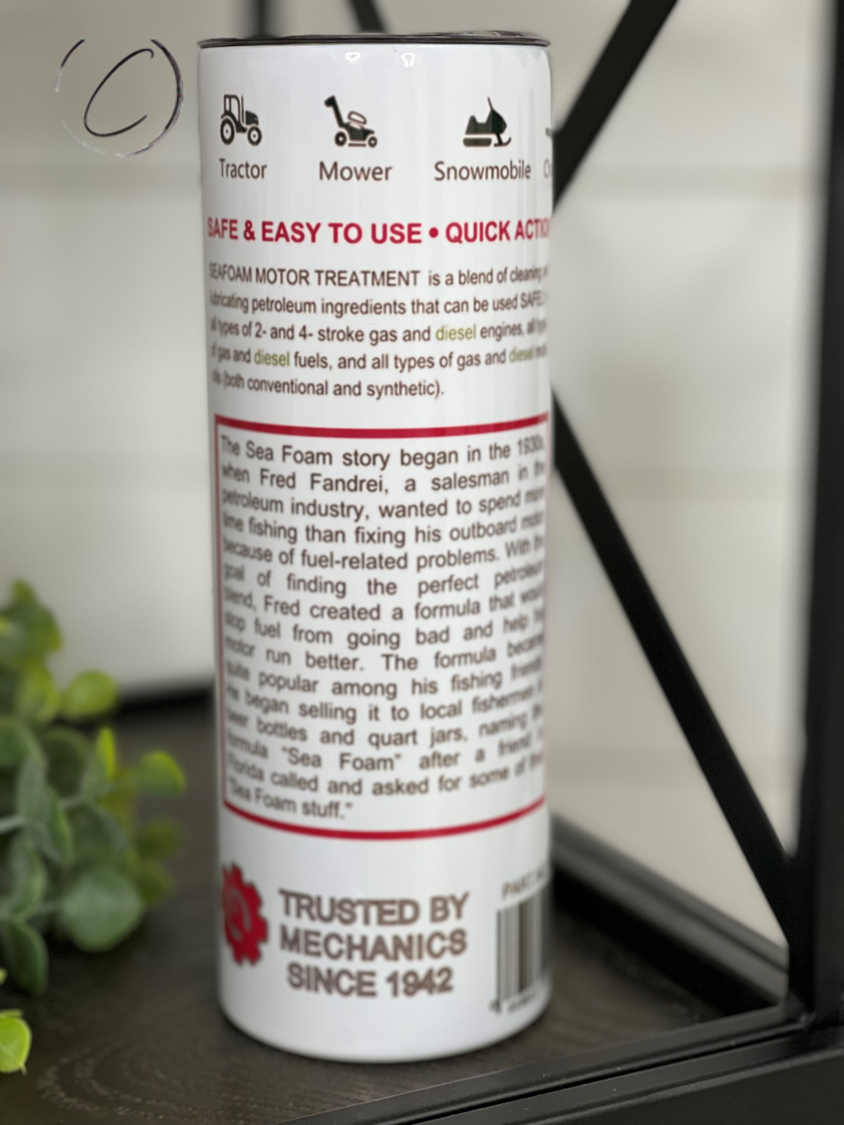 C
Tractor Mower Snowmobile
SAFE & EASY TO USE • QUICK ACTION
SEAFOAM MOTOR TREATMENT is a blend of cleaning
lubricating petroleum ingredients that can be used SAFELY
all types of 2- and 4- stroke gas and diesel engines, all
of gas and diesel fuels, and all types of gas and diesel
oils (both conventional and synthetic).
The Sea Foam story began in the 1930s,
when Fred Fandrei, a salesman in the
petroleum industry, wanted to spend more
time fishing than fixing his outboard motor
because of fuel-related problems. With the
goal of finding the perfect petroleum
blend, Fred created a formula that would
stop fuel from going bad and help the
motor run better. The formula became
quite popular among his fishing friends
He began selling it to local fishermen in
beer bottles and quart jars, naming the
formula "Sea Foam" after a friend in
Florida called and asked for some of that
"Sea Foam stuff."
TRUSTED BY
MECHANICS
SINCE 1942
PART